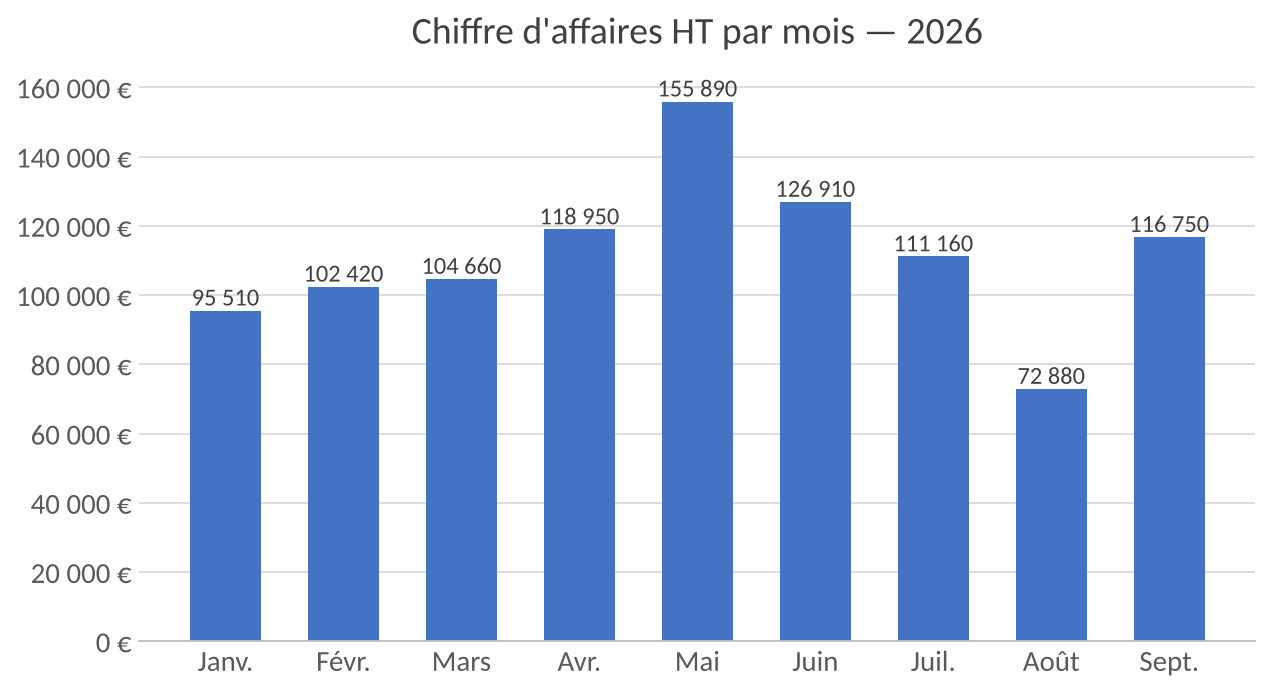 Chiffre d'affaires HT par mois — 2026
160 000 €
140 000 €
120 000 €
100 000 €
80 000 €
60 000 €
40 000 €
20 000 €
0 €
95 510
102 420
104 660
118 950
155 890
126 910
111 160
72 880
116 750
Janv.
Févr.
Mars
Avr.
Mai
Juin
Juil.
Août
Sept.